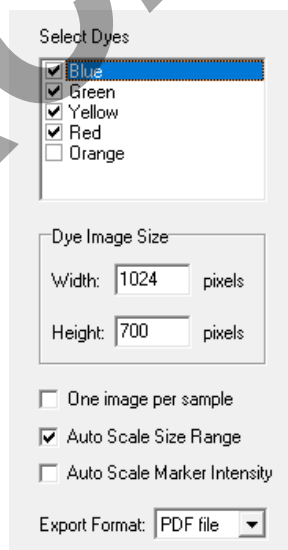 Select Dyes
Blue
Green
Yellow
Red
Orange
Dye Image Size
Width: 1024 pixels
Height: 700 pixels
One image per sample
Auto Scale Size Range
Auto Scale Marker Intensity
Export Format: PDF file